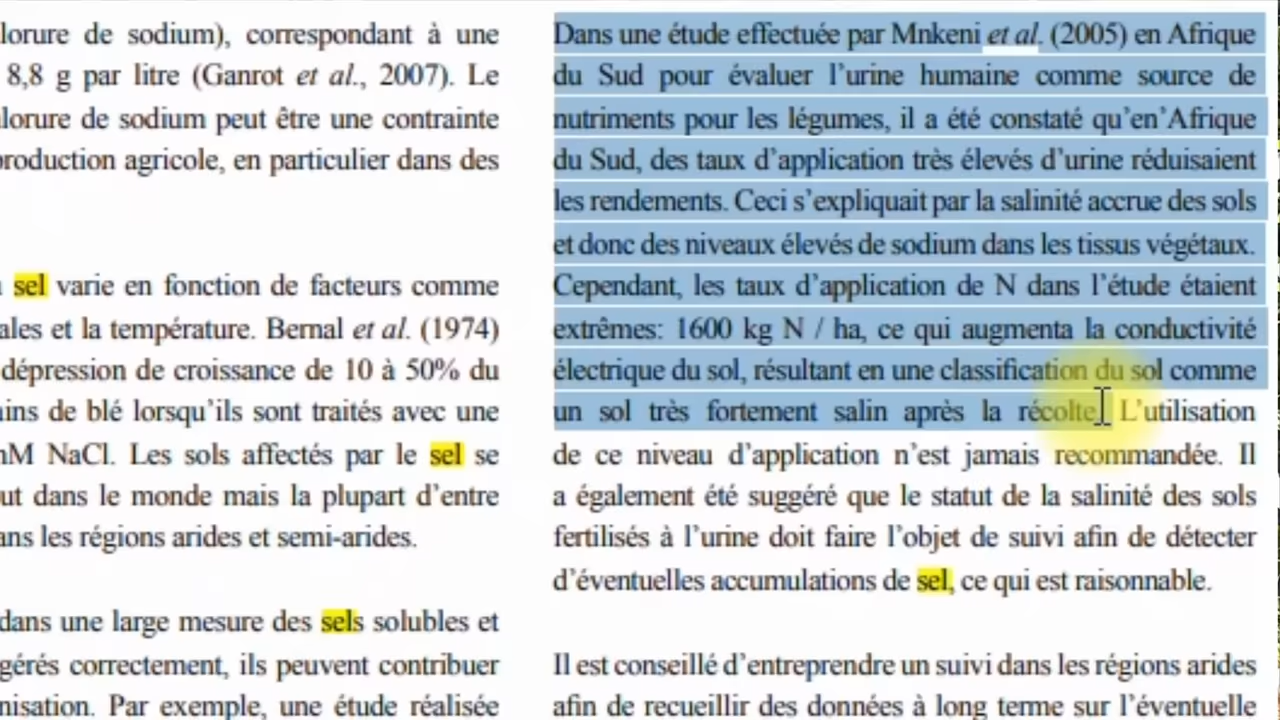 de sodium), correspondant à une
8,8 g par litre (Ganrot et al., 2007). Le
de sodium peut être une contrainte
production agricole, en particulier dans des
sel varie en fonction de facteurs comme
et la température. Bernal et al. (1974)
dépression de croissance de 10 à 50% du
de blé lorsqu’ils sont traités avec une
NaCl. Les sols affectés par le sel se
dans le monde mais la plupart d’entre
les régions arides et semi-arides.
dans une large mesure des sels solubles et
gérés correctement, ils peuvent contribuer
Par exemple, une étude réalisée
Dans une étude effectuée par Mnkeni et al. (2005) en Afrique
du Sud pour évaluer l’urine humaine comme source de
nutriments pour les légumes, il a été constaté qu’en’Afrique
du Sud, des taux d’application très élevés d’urine réduisaient
les rendements. Ceci s’expliquait par la salinité accrue des sols
et donc des niveaux élevés de sodium dans les tissus végétaux.
Cependant, les taux d’application de N dans l’étude étaient
extrêmes: 1600 kg N / ha, ce qui augmenta la conductivité
électrique du sol, résultant en une classification du sol comme
un sol très fortement salin après la récolte. L’utilisation
de ce niveau d’application n’est jamais recommandée. Il
a également été suggéré que le statut de la salinité des sols
fertilisés à l’urine doit faire l’objet de suivi afin de détecter
d’éventuelles accumulations de sel, ce qui est raisonnable.
Il est conseillé d’entreprendre un suivi dans les régions arides
afin de recueillir des données à long terme sur l’éventuelle